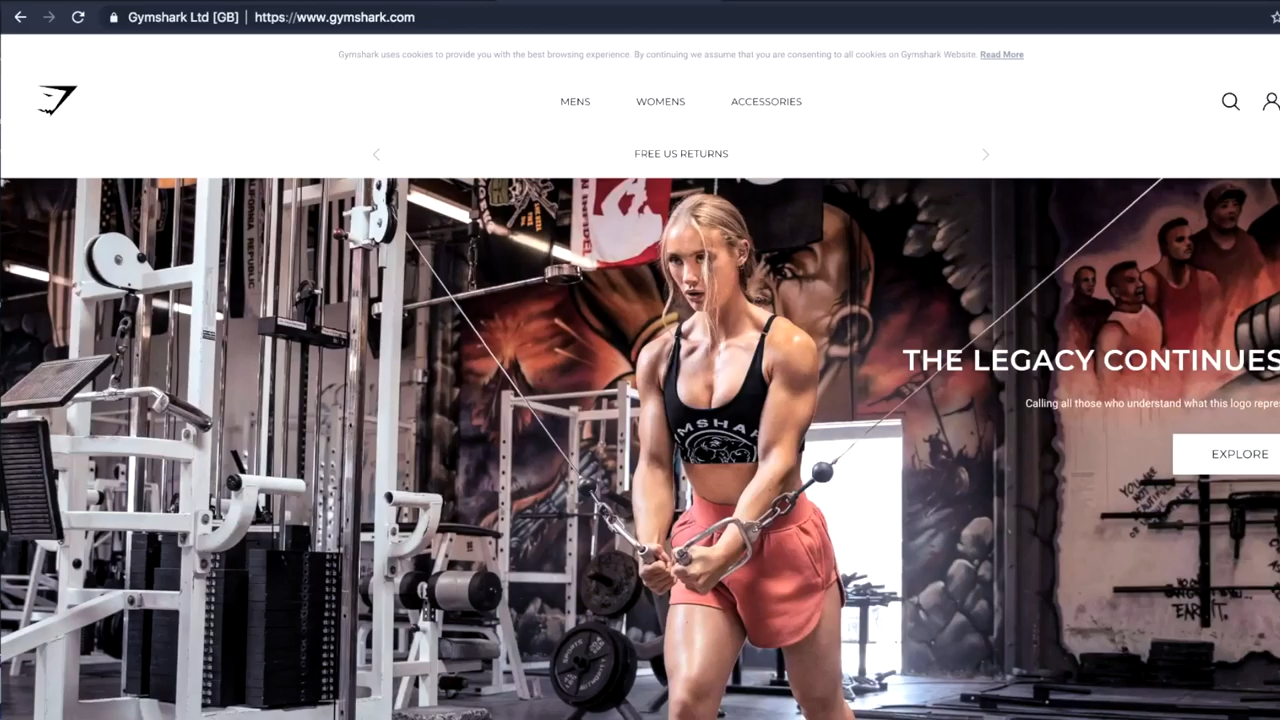 Gymshark Ltd [GB] | https://www.gymshark.com
Gymshark uses cookies to provide you with the best browsing experience. By continuing we assume that you are consenting to all cookies on Gymshark Website. Read More
MENS WOMENS ACCESSORIES
FREE US RETURNS
THE LEGACY CONTINUES
Calling all those who understand what this logo repres
EXPLORE